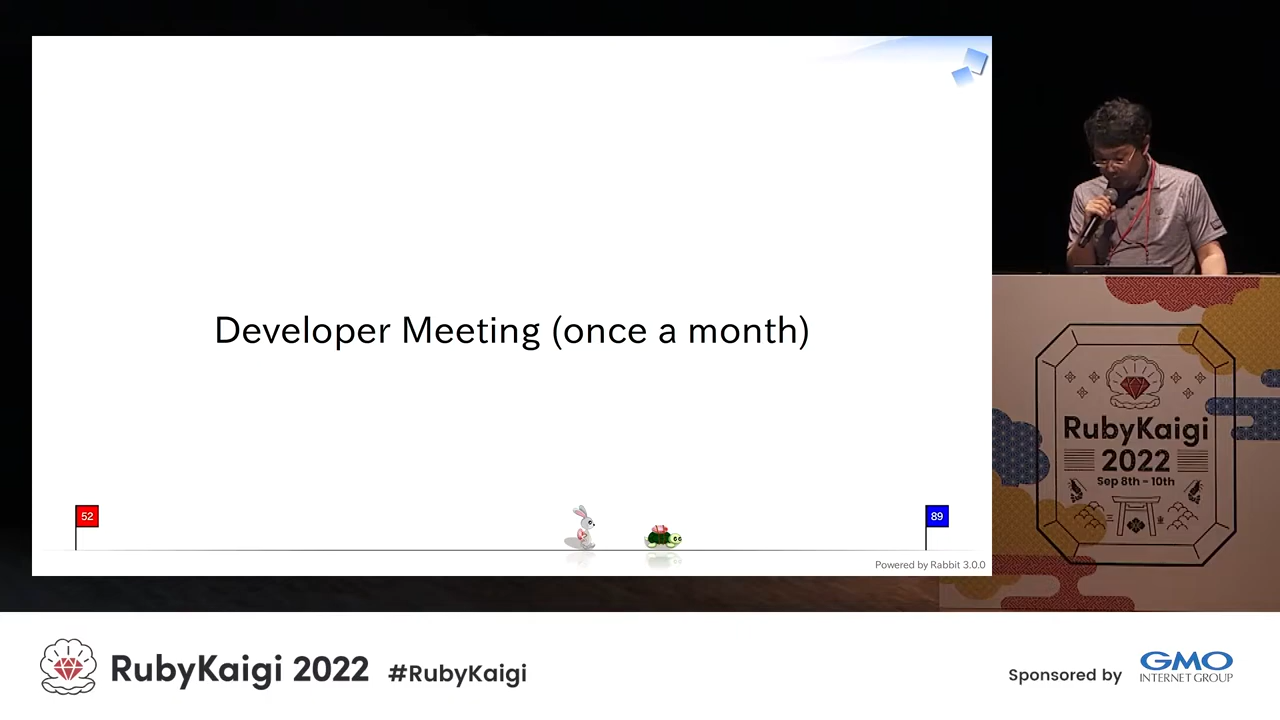 Developer Meeting (once a month)
52
89
Powered by Rabbit 3.0.0
RubyKaigi
2022
Sep 8th - 10th
RubyKaigi 2022 #RubyKaigi
Sponsored by GMO
INTERNET GROUP